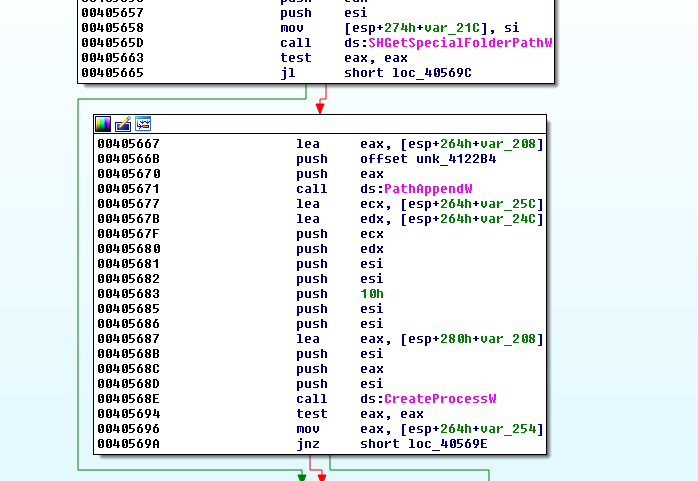 00405657 push esi
00405658 mov [esp+274h+var_21C], si
0040565D call ds:SHGetSpecialFolderPathW
00405663 test eax, eax
00405665 jl short loc_40569C
00405667 lea eax, [esp+264h+var_208]
0040566B push offset unk_4122B4
00405670 push eax
00405671 call ds:PathAppendW
00405677 lea ecx, [esp+264h+var_25C]
0040567B lea edx, [esp+264h+var_24C]
0040567F push ecx
00405680 push edx
00405681 push esi
00405682 push esi
00405683 push 10h
00405685 push esi
00405686 push esi
00405687 lea eax, [esp+280h+var_208]
0040568B push esi
0040568C push eax
0040568D push esi
0040568E call ds:CreateProcessW
00405694 test eax, eax
00405696 mov eax, [esp+264h+var_254]
0040569A jnz short loc_40569E